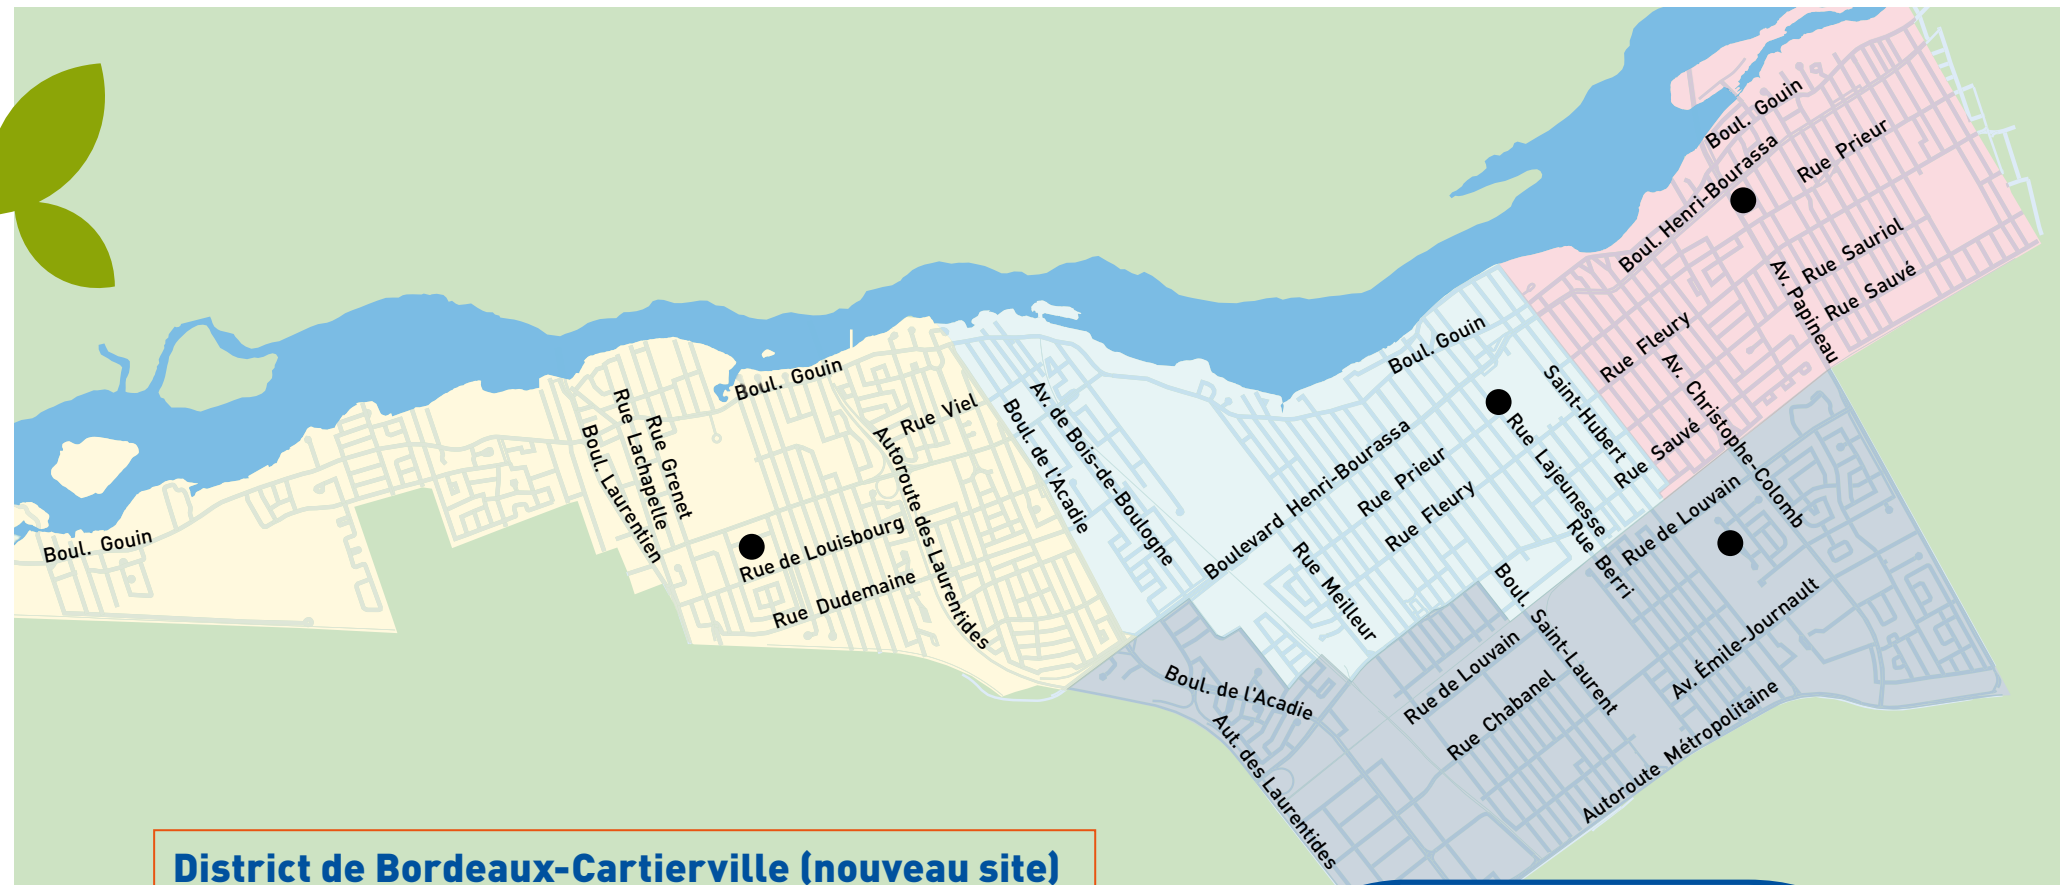 Boul. Gouin
Boul. Henri-Bourassa
Rue Prieur
Rue Sauriol
Rue Sauvé
Av. Papineau
Rue Fleury
Av. Christophe-Colomb
Boul. Gouin
Saint-Hubert
Rue Sauvé
Boul. Gouin
Rue Viel
Rue Lachapelle
Rue Grenet
Boul. Laurentien
Autoroute des Laurentides
Av. de Bois-de-Boulogne
Boul. de l'Acadie
Boulevard Henri-Bourassa
Rue Prieur
Rue Fleury
Rue Lajeunesse
Rue Berri
Rue de Louvain
Boul. Gouin
Rue de Louisbourg
Rue Dudemaine
Rue Meilleur
Boul. Saint-Laurent
Av. Émile-Journault
Rue de Louvain
Rue Chabanel
Boul. de l'Acadie
Aut. des Laurentides
Autoroute Métropolitaine
District de Bordeaux-Cartierville (nouveau site)